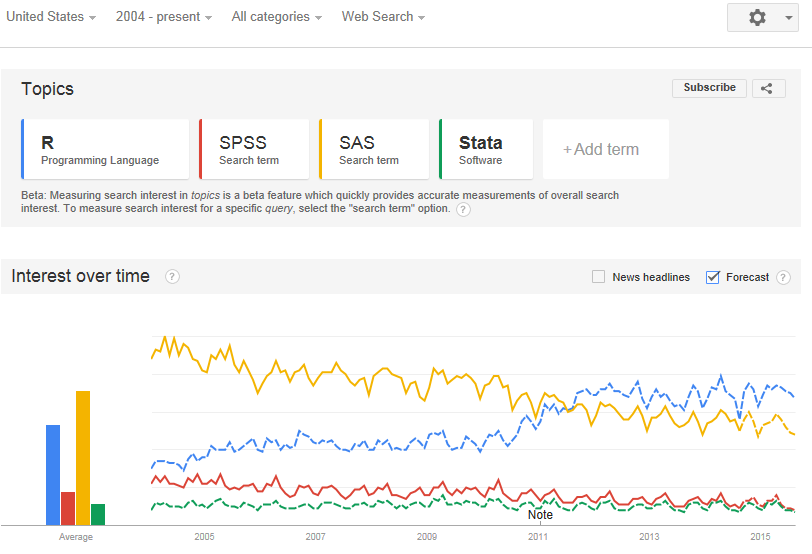 United States 2004 - present All categories Web Search
Topics
Subscribe
R SPSS SAS Stata
+ Add term
Programming Language Search term Search term Software
Beta: Measuring search interest in topics is a beta feature which quickly provides accurate measurements of overall search
interest. To measure search interest for a specific query, select the "search term" option. ?
Interest over time ? News headlines Forecast ?
Note
Average 2005 2007 2009 2011 2013 2015